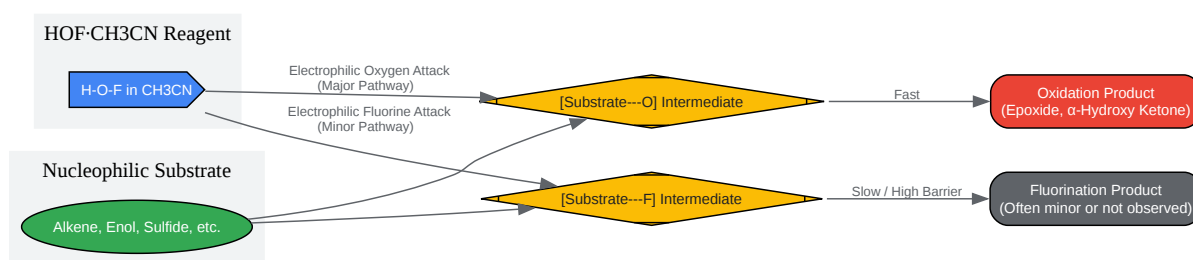 HOF·CH3CN Reagent
H-O-F in CH3CN
Electrophilic Oxygen Attack
(Major Pathway)
Electrophilic Fluorine Attack
(Minor Pathway)
[Substrate---O] Intermediate
Fast
Oxidation Product
(Epoxide, α-Hydroxy Ketone)
Nucleophilic Substrate
Alkene, Enol, Sulfide, etc.
[Substrate---F] Intermediate
Slow / High Barrier
Fluorination Product
(Often minor or not observed)